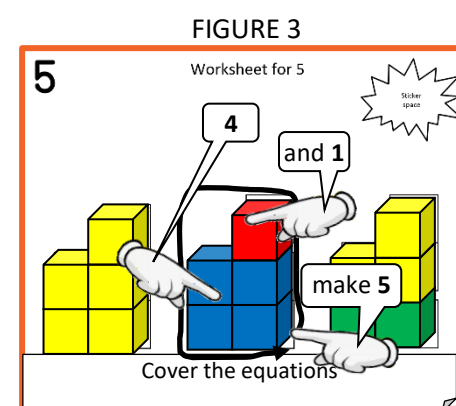 FIGURE 3
5
Worksheet for 5
Sticker
space
4
and 1
make 5
Cover the equations